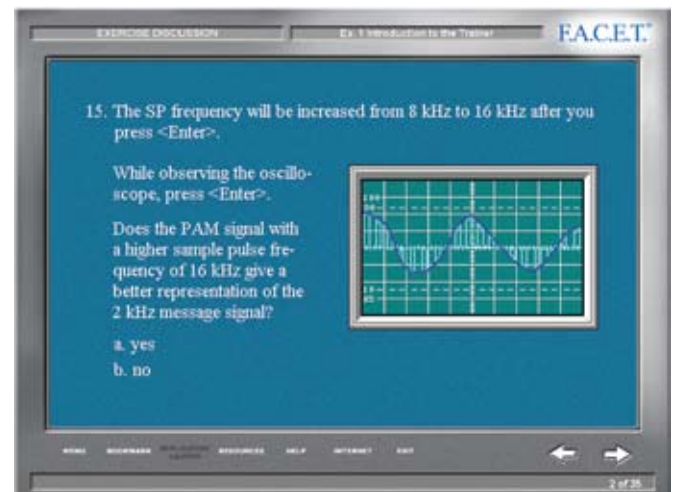 EXERCISE DISCUSSION
Ex. 1 Introduction to the Trainer
F.A.C.E.T.®
15. The SP frequency will be increased from 8 kHz to 16 kHz after you
press <Enter>.
While observing the oscillo-
scope, press <Enter>.
Does the PAM signal with
a higher sample pulse fre-
quency of 16 kHz give a
better representation of the
2 kHz message signal?
a. yes
b. no
100
90
10
MENU BOOKMARK RESOURCES HELP INTERNET EXIT
2 of 35